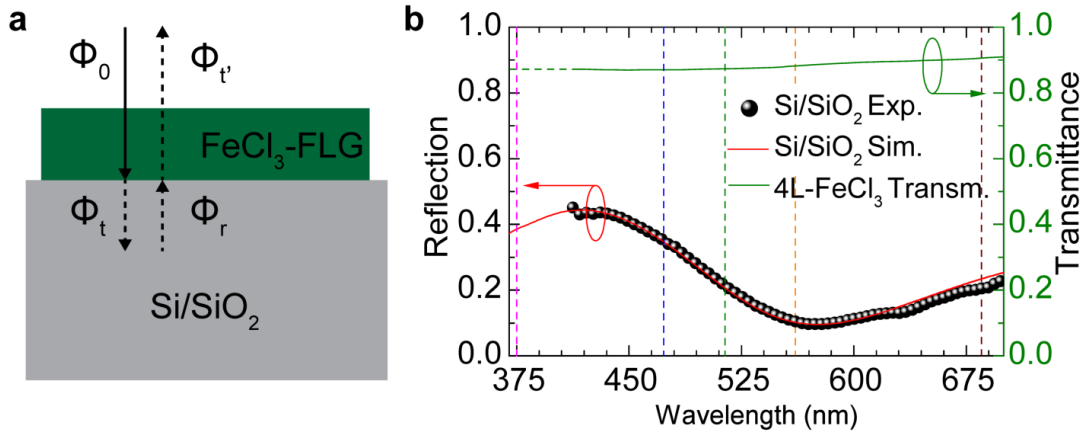 a
Φ0
Φt'
FeCl3-FLG
Φt
Φr
Si/SiO2
b
Reflection
1.0
0.8
0.6
0.4
0.2
0.0
Si/SiO2 Exp.
Si/SiO2 Sim.
4L-FeCl3 Transm.
1.0
0.8
0.6
0.4
0.2
0.0
Transmittance
375 450 525 600 675
Wavelength (nm)